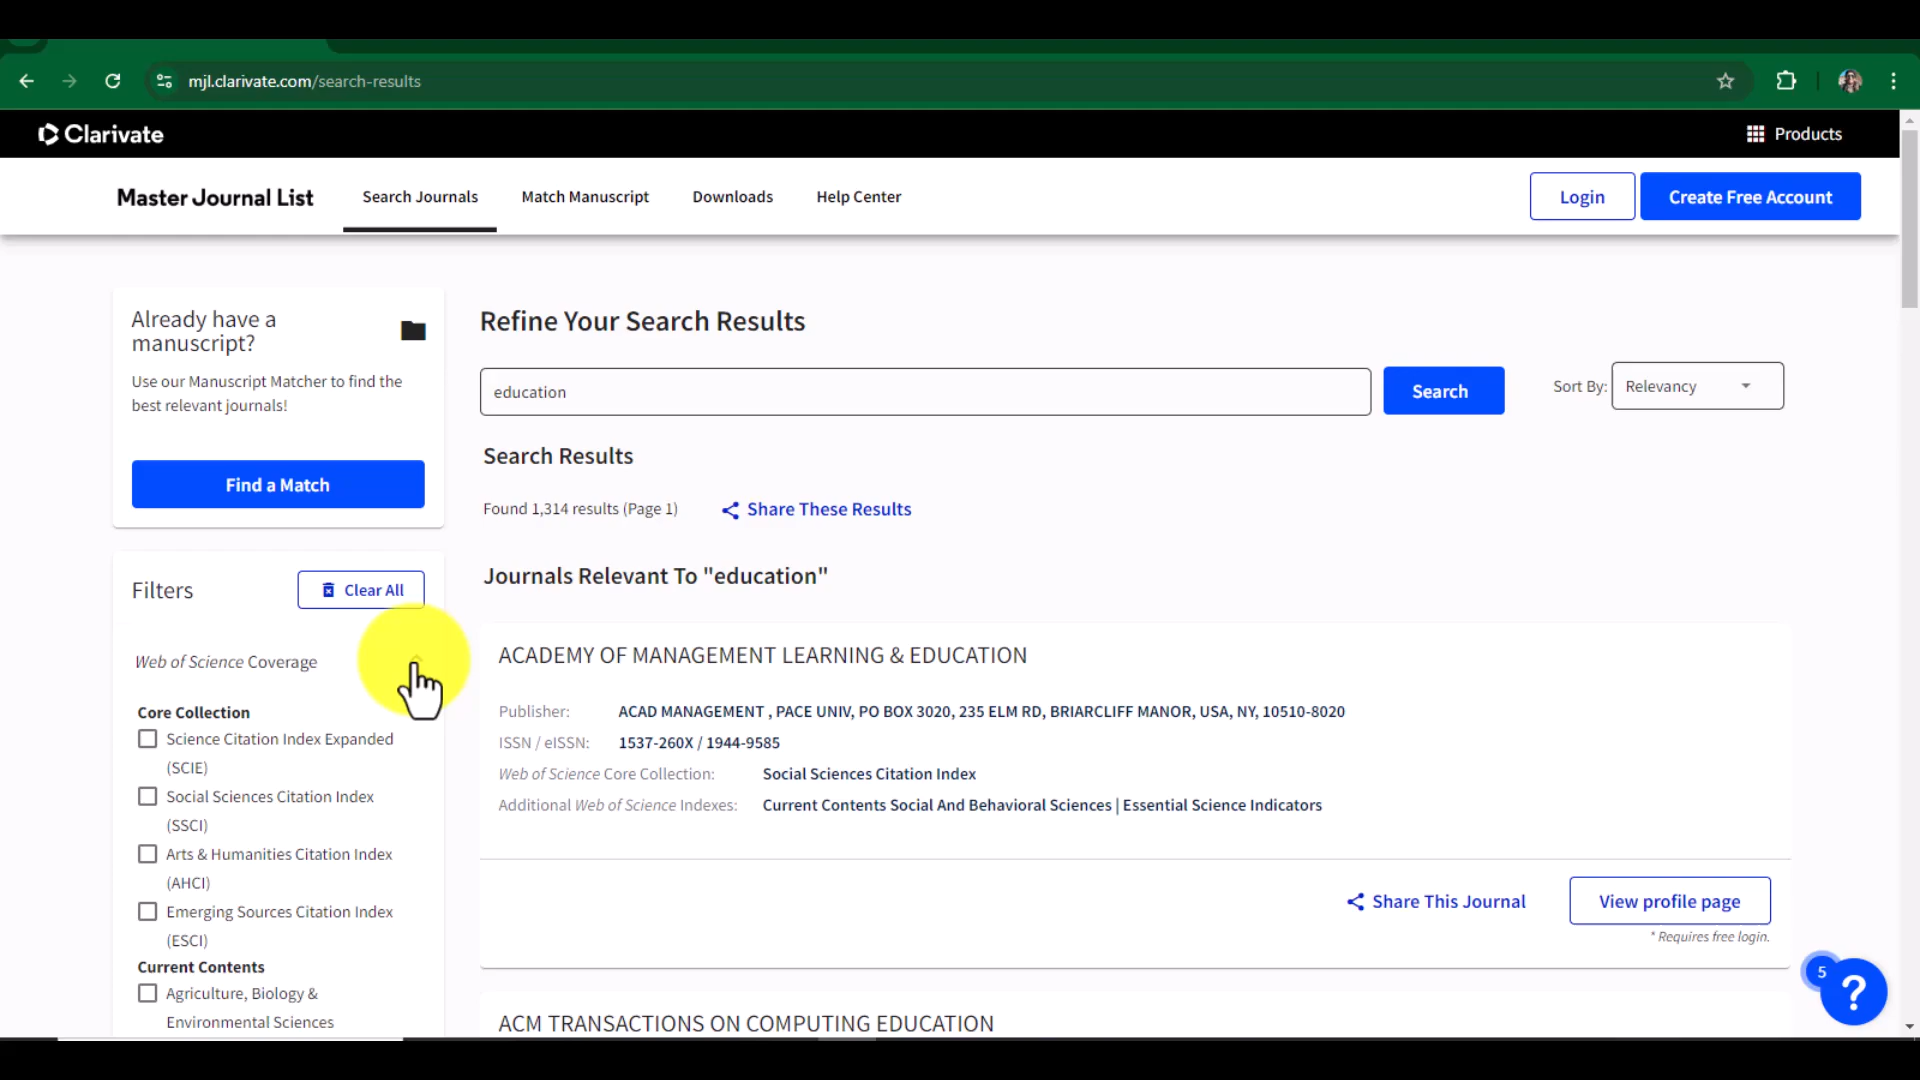 mjl.clarivate.com/search-results
Clarivate
Products
Master Journal List
Search Journals
Match Manuscript
Downloads
Help Center
Login
Create Free Account
Already have a
manuscript?
Use our Manuscript Matcher to find the
best relevant journals!
Find a Match
Refine Your Search Results
education
Search
Sort By:
Relevancy
Search Results
Found 1,314 results (Page 1)
Share These Results
Journals Relevant To "education"
Filters
Clear All
Web of Science Coverage
Core Collection
Science Citation Index Expanded
(SCIE)
Social Sciences Citation Index
(SSCI)
Arts & Humanities Citation Index
(AHCI)
Emerging Sources Citation Index
(ESCI)
Current Contents
Agriculture, Biology &
Environmental Sciences
ACADEMY OF MANAGEMENT LEARNING & EDUCATION
Publisher: ACAD MANAGEMENT , PACE UNIV, PO BOX 3020, 235 ELM RD, BRIARCLIFF MANOR, USA, NY, 10510-8020
ISSN / eISSN: 1537-260X / 1944-9585
Web of Science Core Collection: Social Sciences Citation Index
Additional Web of Science Indexes: Current Contents Social And Behavioral Sciences | Essential Science Indicators
Share This Journal
View profile page
* Requires free login.
5
?
ACM TRANSACTIONS ON COMPUTING EDUCATION